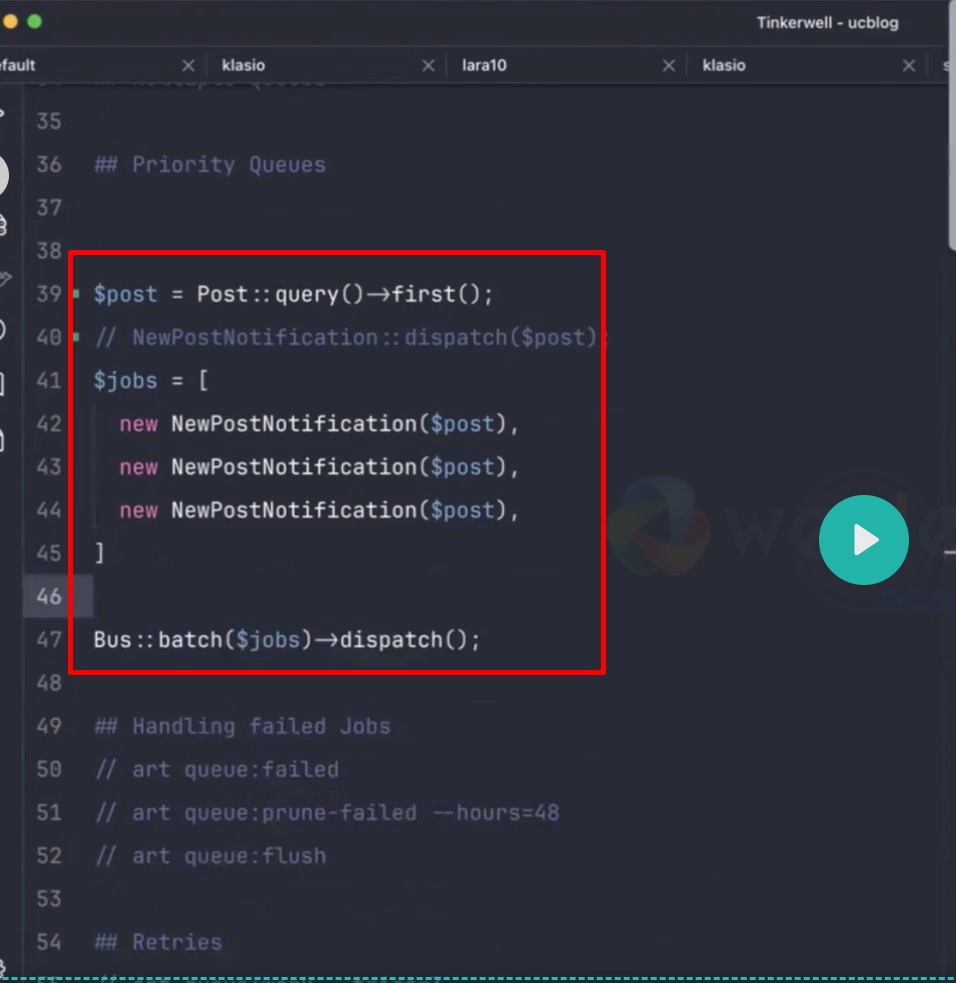 Tinkerwell - ucblog
efault klasio lara10 klasio
35
36 ## Priority Queues
37
38
39 $post = Post::query()->first();
40 // NewPostNotification::dispatch($post);
41 $jobs = [
42 new NewPostNotification($post),
43 new NewPostNotification($post),
44 new NewPostNotification($post),
45 ]
46
47 Bus::batch($jobs)->dispatch();
48
49 ## Handling failed Jobs
50 // art queue:failed
51 // art queue:prune-failed --hours=48
52 // art queue:flush
53
54 ## Retries